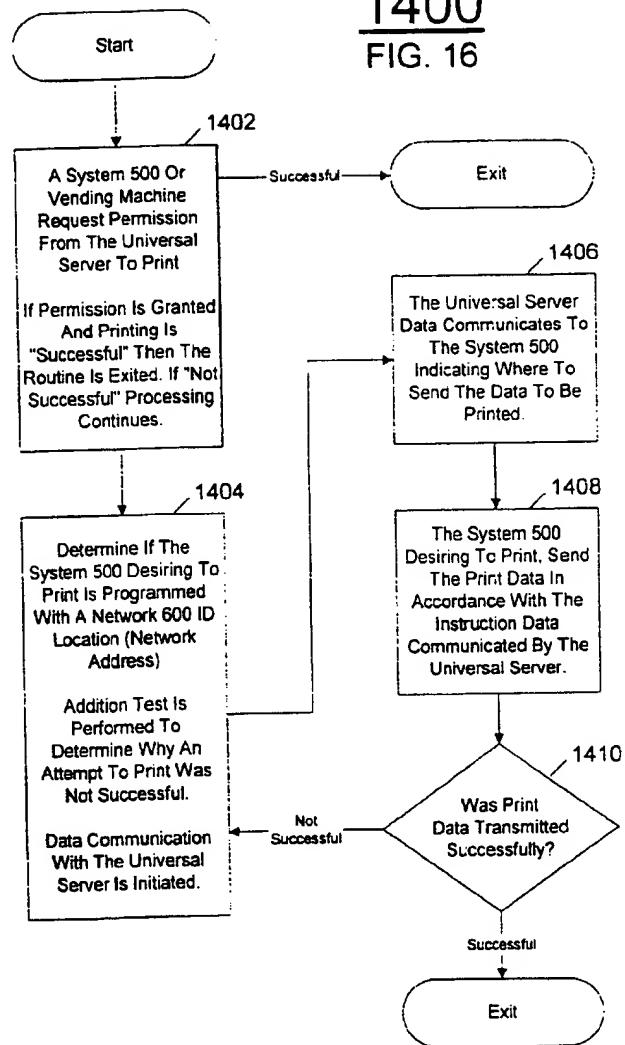 1400
FIG. 16
Start
1402
A System 500 Or
Vending Machine
Request Permission
From The Universal
Server To Print
If Permission Is Granted
And Printing Is
"Successful" Then The
Routine Is Exited. If "Not
Successful" Processing
Continues.
Successful
Exit
1404
Determine If The
System 500 Desiring To
Print Is Programmed
With A Network 600 ID
Location (Network
Address)
Addition Test Is
Performed To
Determine Why An
Attempt To Print Was
Not Successful.
Data Communication
With The Universal
Server Is Initiated.
1406
The Universal Server
Data Communicates To
The System 500
Indicating Where To
Send The Data To Be
Printed.
1408
The System 500
Desiring To Print, Send
The Print Data In
Accordance With The
Instruction Data
Communicated By The
Universal Server.
1410
Was Print
Data Transmitted
Successfully?
Not
Successful
Successful
Exit